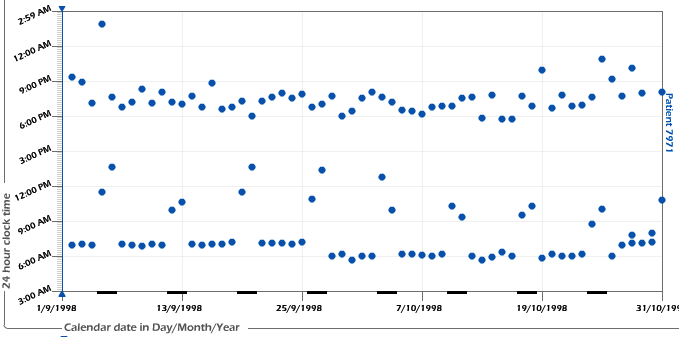 2:59 AM
12:00 AM
9:00 PM
6:00 PM
3:00 PM
12:00 PM
9:00 AM
6:00 AM
3:00 AM
24 hour clock time
1/9/1998 13/9/1998 25/9/1998 7/10/1998 19/10/1998 31/10/199
Calendar date in Day/Month/Year
Patient 7971